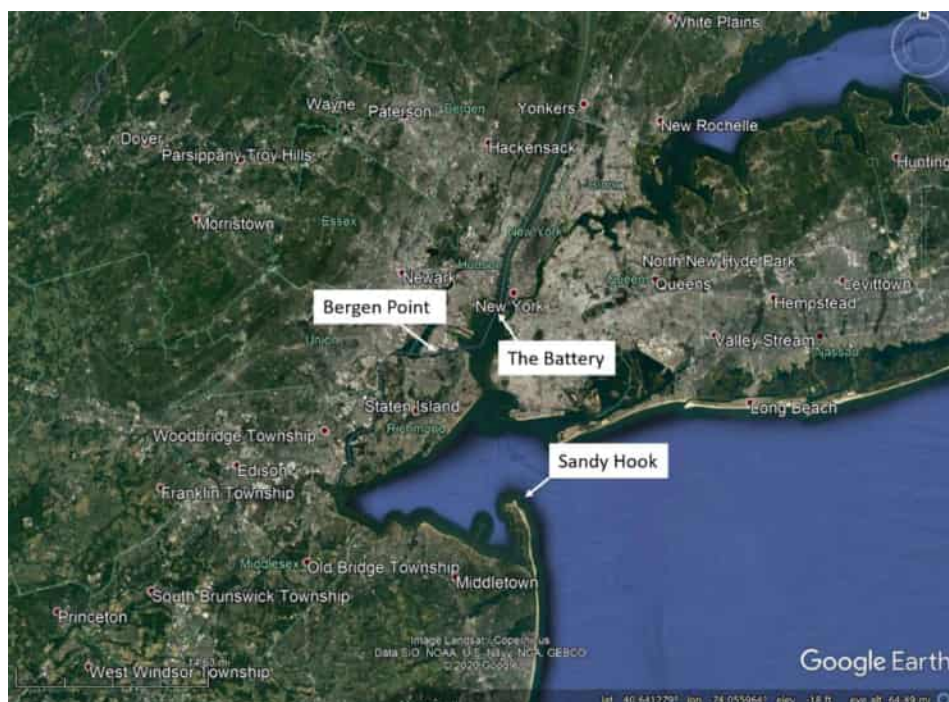 White Plains
Wayne
Paterson
Bergen
Yonkers
New Rochelle
Dover
Parsippany-Troy Hills
Hackensack
Hunting
Bronx
Morristown
Essex
New York
Hudson
Newark
North New Hyde Park
Queens
Queens
Levittown
Bergen Point
New York
Hempstead
Union
The Battery
Valley Stream
Nassau
Staten Island
Long Beach
Richmond
Woodbridge Township
Sandy Hook
Edison
Franklin Township
Middlesex
Old Bridge Township
Middletown
South Brunswick Township
Princeton
Image Landsat / Copernicus
Data SIO, NOAA, U.S. Navy, NGA, GEBCO
© 2020 Google
Google Earth
West Windsor Township